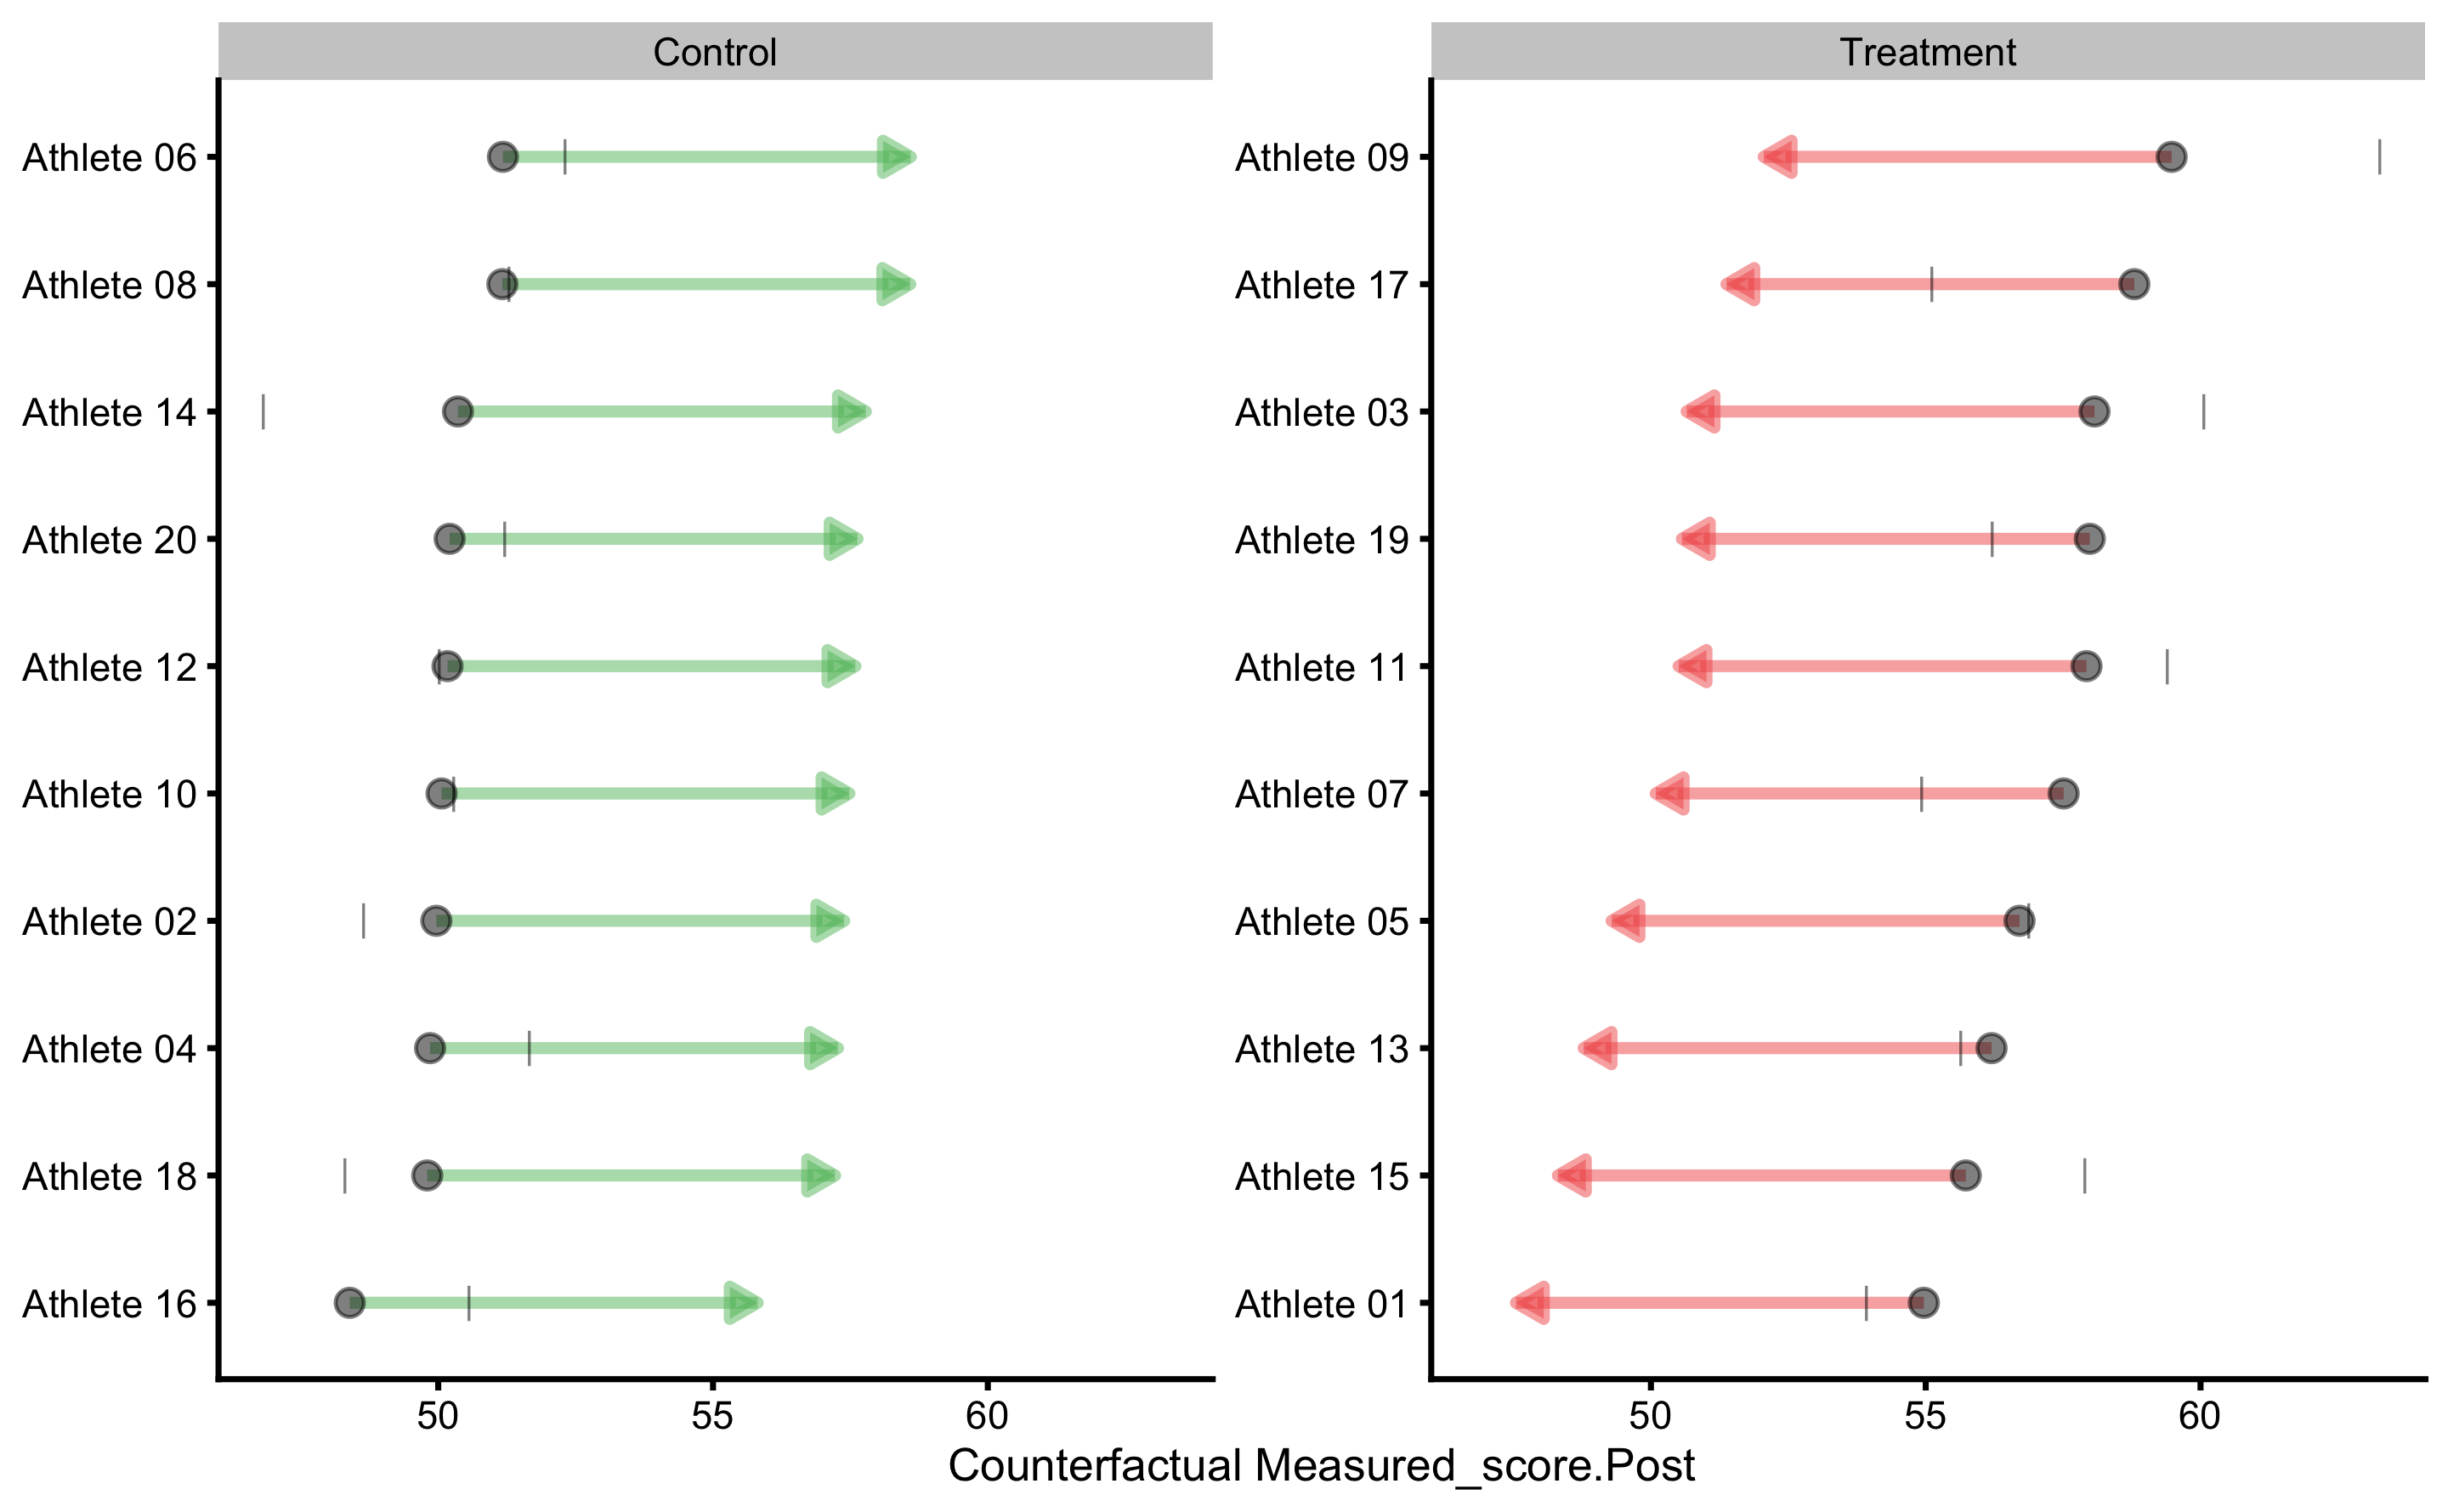 Control
Athlete 06
Athlete 08
Athlete 14
Athlete 20
Athlete 12
Athlete 10
Athlete 02
Athlete 04
Athlete 18
Athlete 16
50 55 60
Treatment
Athlete 09
Athlete 17
Athlete 03
Athlete 19
Athlete 11
Athlete 07
Athlete 05
Athlete 13
Athlete 15
Athlete 01
50 55 60
Counterfactual Measured_score.Post